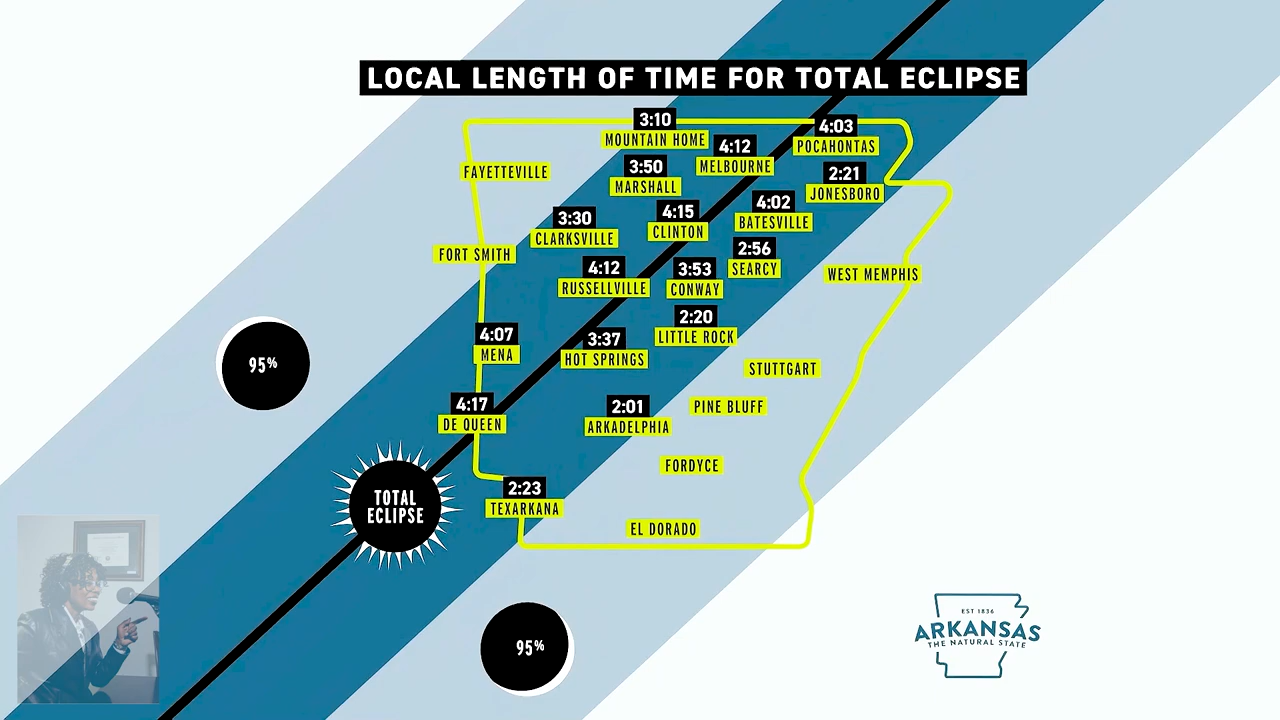 LOCAL LENGTH OF TIME FOR TOTAL ECLIPSE
3:10
MOUNTAIN HOME
4:03
POCAHONTAS
4:12
MELBOURNE
FAYETTEVILLE
3:50
MARSHALL
2:21
JONESBORO
4:02
BATESVILLE
4:15
CLINTON
3:30
CLARKSVILLE
FORT SMITH
2:56
SEARCY
4:12
RUSSELLVILLE
3:53
CONWAY
WEST MEMPHIS
2:20
LITTLE ROCK
4:07
MENA
3:37
HOT SPRINGS
95%
STUTTGART
4:17
DE QUEEN
2:01
ARKADELPHIA
PINE BLUFF
FORDYCE
2:23
TEXARKANA
TOTAL
ECLIPSE
EL DORADO
95%
EST 1836
ARKANSAS
THE NATURAL STATE